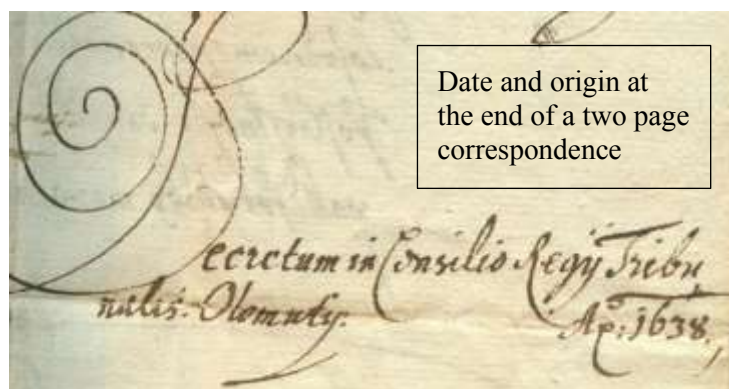 Date and origin at
the end of a two page
correspondence
Decretum in Consilio Regij Tribu
nalis. Olomutij.
Aº: 1638.